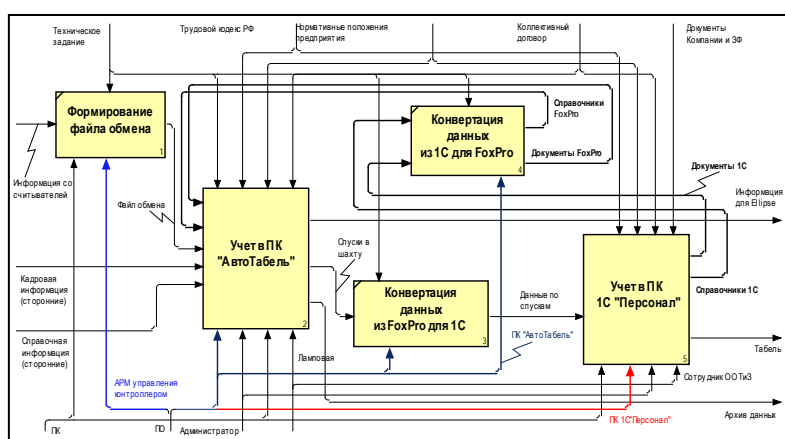 Техническое
задание
Трудовой кодекс РФ
Нормативные положения
предприятия
Коллективный
договор
Документы
Компании и ЗФ
Формирование
файла обмена
1
Конвертация
данных
из 1С для FoxPro
4
Справочники
FoxPro
Документы FoxPro
Информация со
считывателей
Документы 1С
Информация
для Ellipse
Файл обмена
Учет в ПК
"АвтоТабель"
2
Спуски в
шахту
Учет в ПК
1С "Персонал"
5
Кадровая
информация
(сторонние)
Конвертация
данных
из FoxPro для 1С
3
Данные по
спускам
Справочники 1С
Справочная
информация
(сторонние)
Ламповая
ПК "АвтоТабель"
Табель
АРМ управления
контроллером
Сотрудник ООТиЗ
Архив данных
ПК
ПО
Администратор
ПК 1С"Персонал"